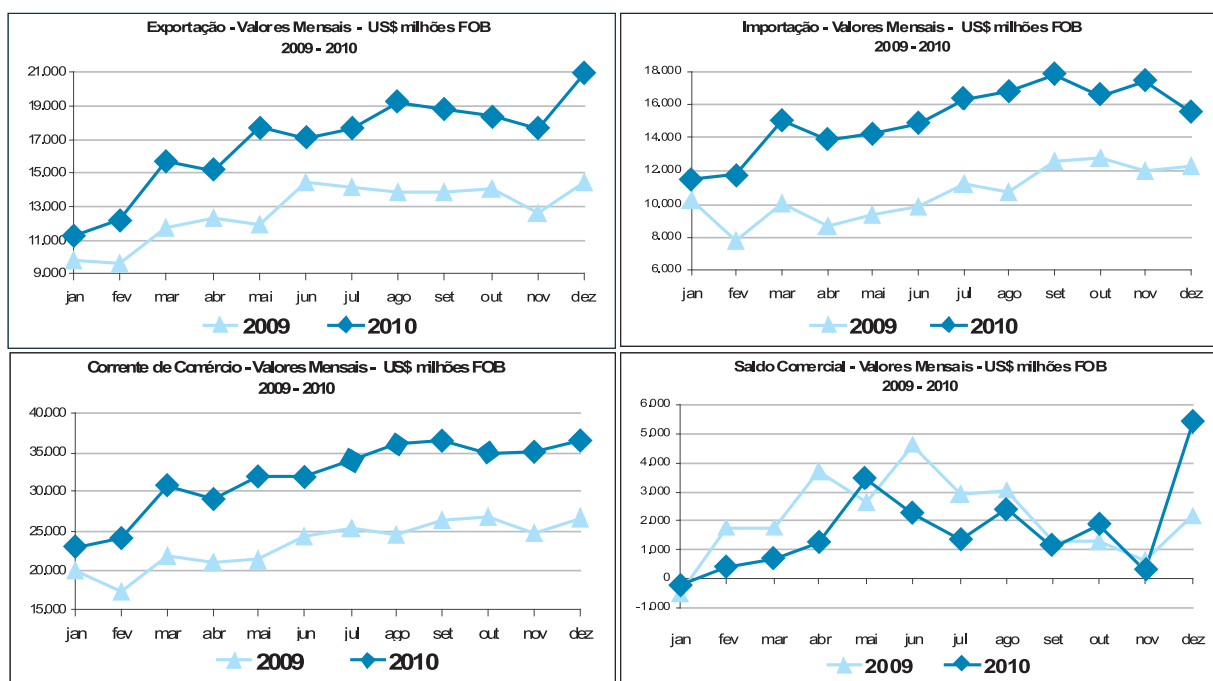 Exportação - Valores Mensais - US$ milhões FOB
2009 - 2010
21,000
19,000
17,000
15,000
13,000
11,000
9,000
jan fev mar abr mai jun jul ago set out nov dez
2009 2010
Importação - Valores Mensais - US$ milhões FOB
2009 - 2010
18,000
16,000
14,000
12,000
10,000
8,000
6,000
jan fev mar abr mai jun jul ago set out nov dez
2009 2010
Corrente de Comércio - Valores Mensais - US$ milhões FOB
2009 - 2010
40,000
35,000
30,000
25,000
20,000
15,000
jan fev mar abr mai jun jul ago set out nov dez
2009 2010
Saldo Comercial - Valores Mensais - US$ milhões FOB
2009 - 2010
6,000
5,000
4,000
3,000
2,000
1,000
0
-1,000
jan fev mar abr mai jun jul ago set out nov dez
2009 2010